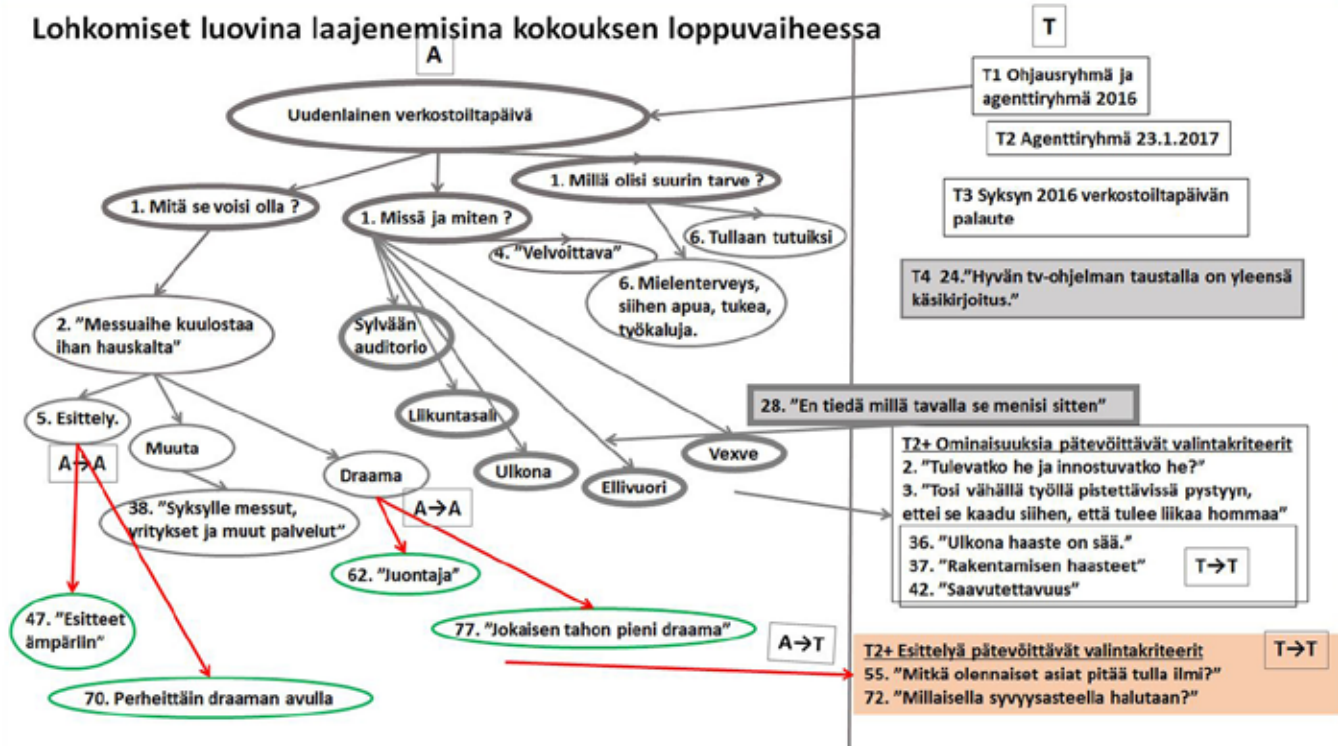 Lohkomiset luovina laajenemisina kokouksen loppuvaiheessa
A
T
Uudenlainen verkostoiltapäivä
T1 Ohjausryhmä ja
agenttiryhmä 2016
T2 Agenttiryhmä 23.1.2017
1. Mitä se voisi olla ?
1. Missä ja miten ?
1. Millä olisi suurin tarve ?
T3 Syksyn 2016 verkostoiltapäivän
palaute
4. ”Velvoittava”
6. Tullaan tutuiksi
6. Mielenterveys,
siihen apua, tukea,
työkaluja.
T4 24.”Hyvän tv-ohjelman taustalla on yleensä
käsikirjoitus.”
2. ”Messuaihe kuulostaa
ihan hauskalta”
Sylvään
auditorio
Liikuntasali
Ulkona
Ellivuori
Vexve
28. ”En tiedä millä tavalla se menisi sitten”
5. Esittely.
Muuta
Draama
A→A
A→A
38. ”Syksylle messut,
yritykset ja muut palvelut”
T2+ Ominaisuuksia pätevöittävät valintakriteerit
2. ”Tulevatko he ja innostuvatko he?”
3. ”Tosi vähällä työllä pistettävissä pystyyn,
ettei se kaadu siihen, että tulee liikaa hommaa”
36. ”Ulkona haaste on sää.”
37. ”Rakentamisen haasteet”
42. ”Saavutettavuus”
T→T
62. ”Juontaja”
47. ”Esitteet
ämpäriin”
77. ”Jokaisen tahon pieni draama”
A→T
70. Perheittäin draaman avulla
T2+ Esittelyä pätevöittävät valintakriteerit
55. ”Mitkä olennaiset asiat pitää tulla ilmi?”
72. ”Millaisella syvyysasteella halutaan?”
T→T